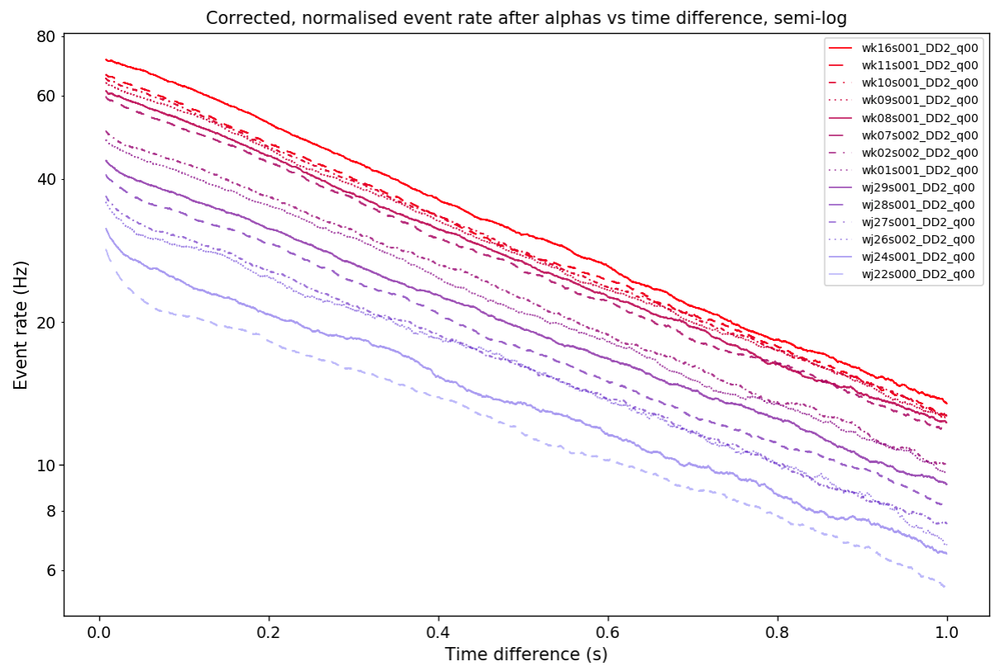 Corrected, normalised event rate after alphas vs time difference, semi-log
80
60
40
20
10
8
6
Event rate (Hz)
wk16s001_DD2_q00
wk11s001_DD2_q00
wk10s001_DD2_q00
wk09s001_DD2_q00
wk08s001_DD2_q00
wk07s002_DD2_q00
wk02s002_DD2_q00
wk01s001_DD2_q00
wj29s001_DD2_q00
wj28s001_DD2_q00
wj27s001_DD2_q00
wj26s002_DD2_q00
wj24s001_DD2_q00
wj22s000_DD2_q00
0.0 0.2 0.4 0.6 0.8 1.0
Time difference (s)